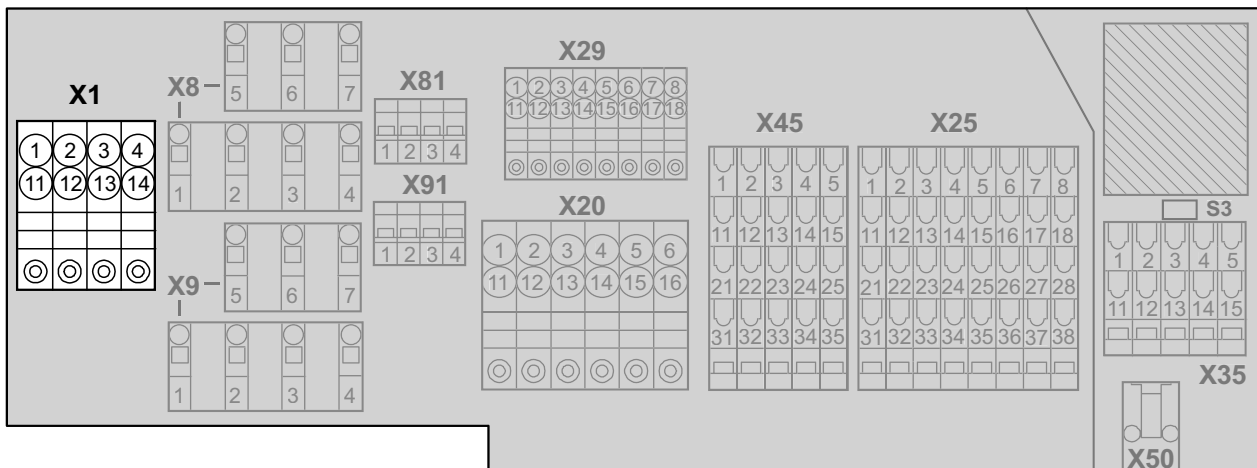 X1
1 2 3 4
11 12 13 14
X8
5 6 7
1 2 3 4
X9
5 6 7
1 2 3 4
X81
1 2 3 4
X91
1 2 3 4
X29
1 2 3 4 5 6 7 8
11 12 13 14 15 16 17 18
X20
1 2 3 4 5 6
11 12 13 14 15 16
X45
1 2 3 4 5
11 12 13 14 15
21 22 23 24 25
31 32 33 34 35
X25
1 2 3 4 5 6 7 8
11 12 13 14 15 16 17 18
21 22 23 24 25 26 27 28
31 32 33 34 35 36 37 38
S3
1 2 3 4 5
11 12 13 14 15
X35
X50